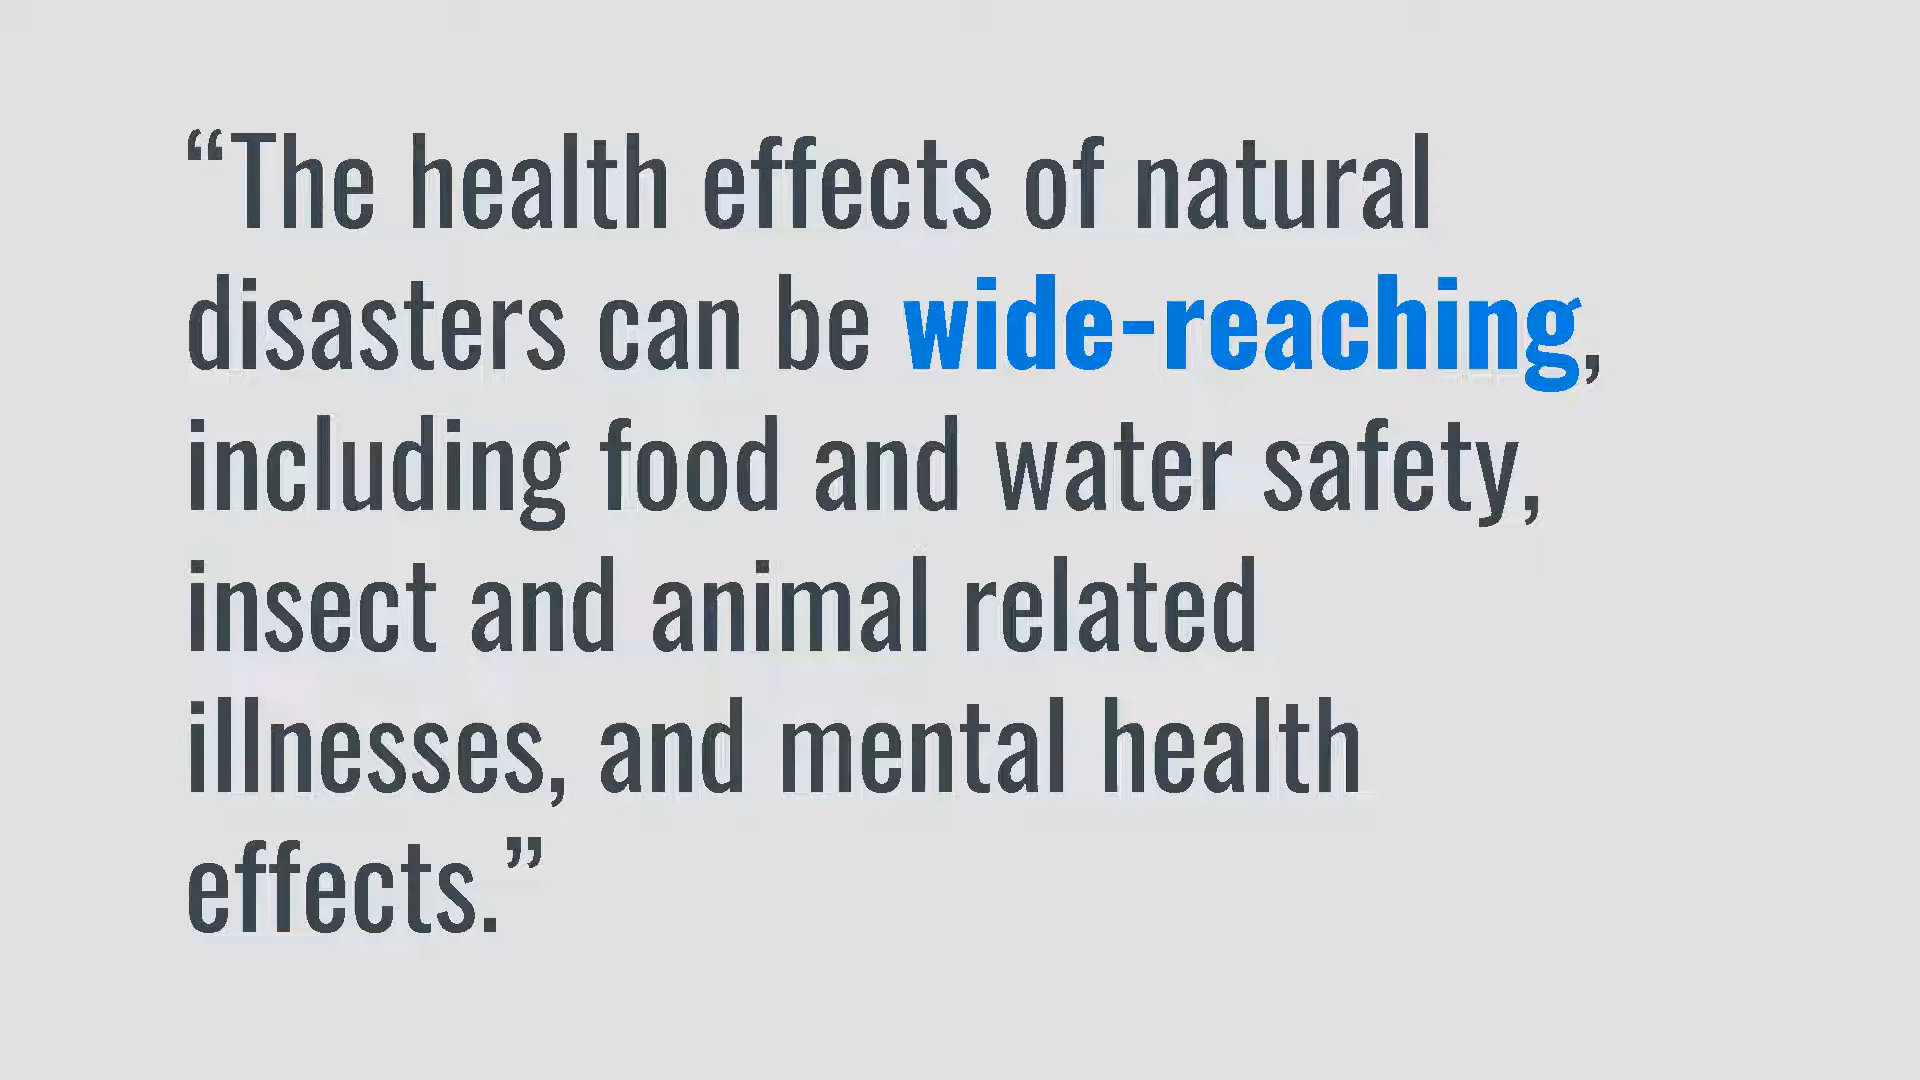 “The health effects of natural
disasters can be wide-reaching,
including food and water safety,
insect and animal related
illnesses, and mental health
effects.”